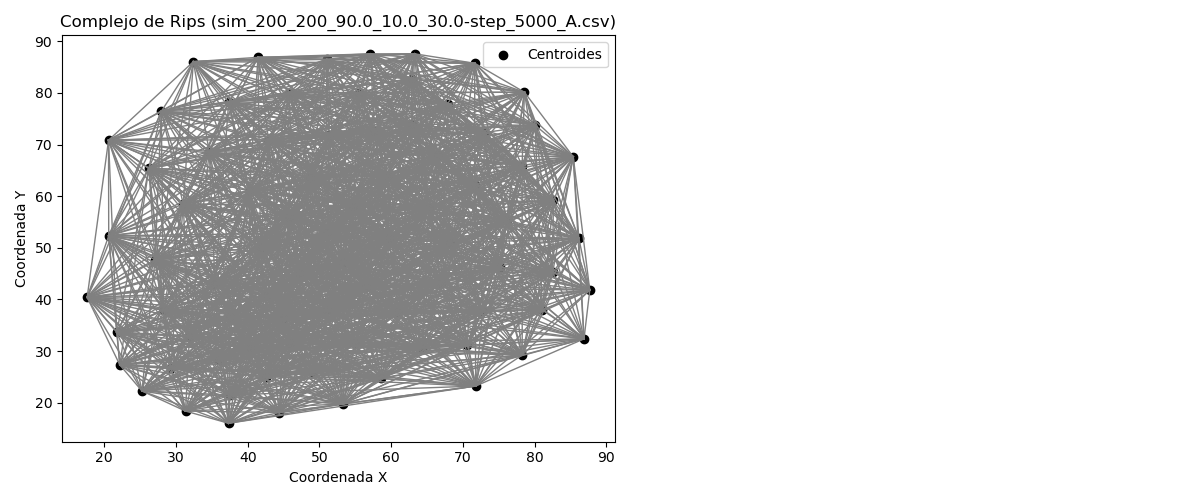 Complejo de Rips (sim_200_200_90.0_10.0_30.0-step_5000_A.csv)
Centroides
90
80
70
60
50
40
30
20
Coordenada Y
20 30 40 50 60 70 80 90
Coordenada X